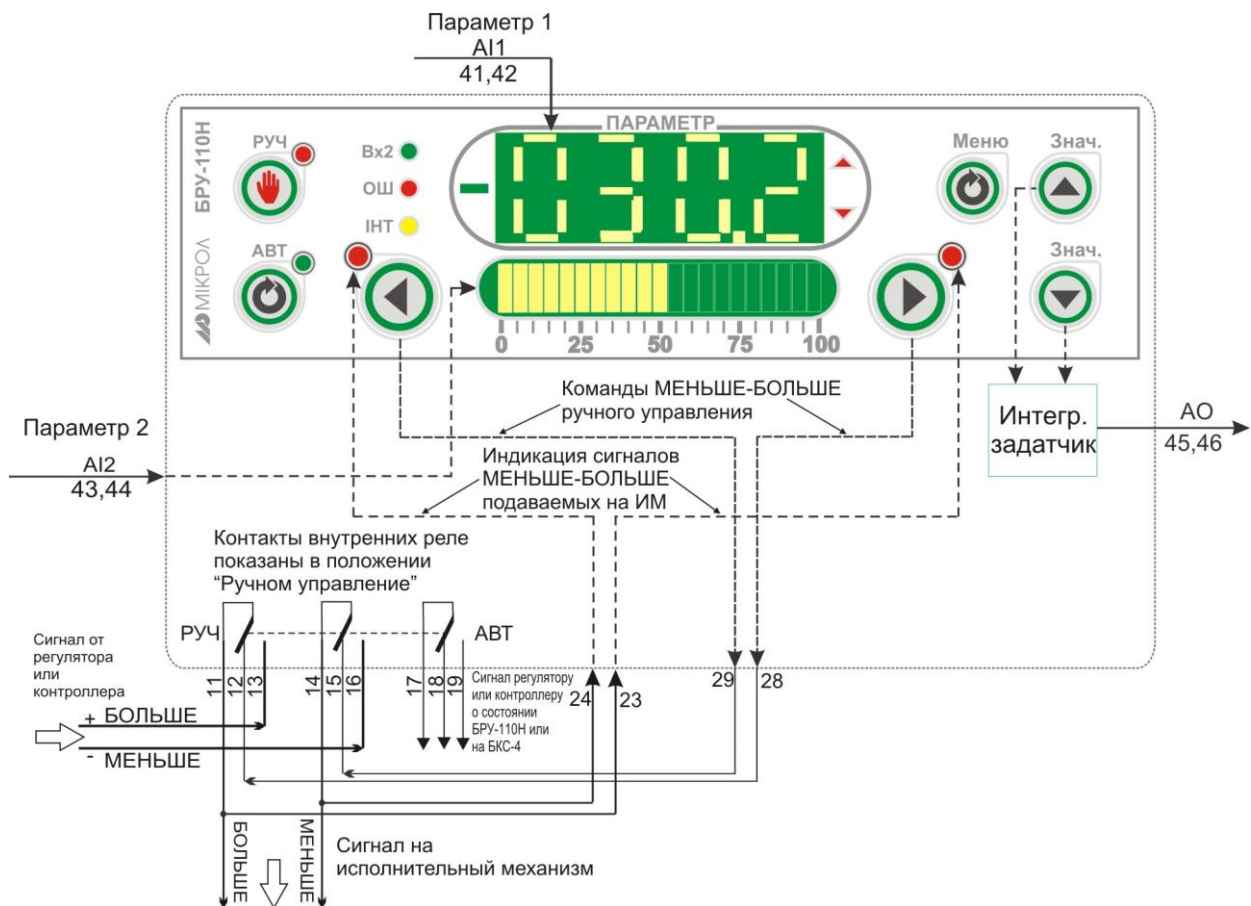 Параметр 1
AI1
41,42
БРУ-110Н
МІКРОЛ
РУЧ
АВТ
Вх2
ОШ
ІНТ
ПАРАМЕТР
030.2
Меню
Знач.
Знач.
0 25 50 75 100
Команды МЕНЬШЕ-БОЛЬШЕ
ручного управления
Интегр.
задатчик
AO
45,46
Параметр 2
AI2
43,44
Индикация сигналов
МЕНЬШЕ-БОЛЬШЕ
подаваемых на ИМ
Контакты внутренних реле
показаны в положении
“Ручном управление”
РУЧ
АВТ
Сигнал от
регулятора
или
контроллера
+ БОЛЬШЕ
- МЕНЬШЕ
11
12
13
14
15
16
17
18
19
Сигнал регулятору
или контроллеру
о состоянии
БРУ-110Н или
на БКС-4
24
23
29
28
БОЛЬШЕ
МЕНЬШЕ
Сигнал на
исполнительный механизм